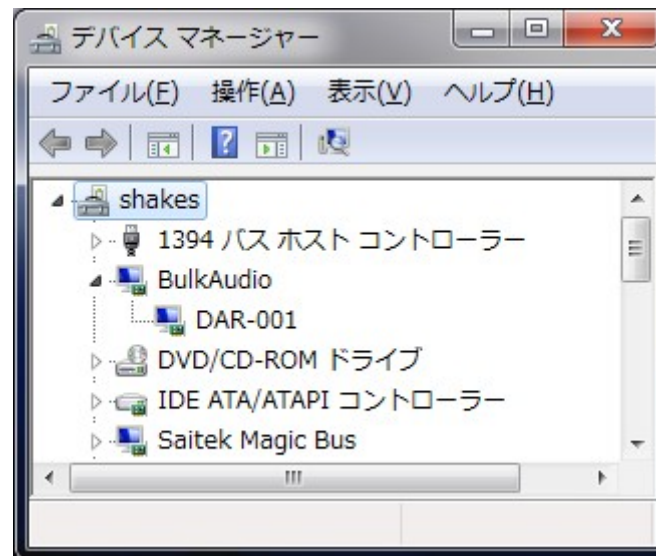 デバイス マネージャー
ファイル(F) 操作(A) 表示(V) ヘルプ(H)
shakes
1394 バス ホスト コントローラー
BulkAudio
DAR-001
DVD/CD-ROM ドライブ
IDE ATA/ATAPI コントローラー
Saitek Magic Bus